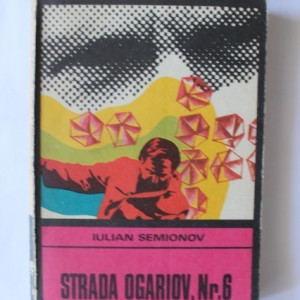 IULIAN SEMIONOV
STRADA OGARIOV, Nr. 6